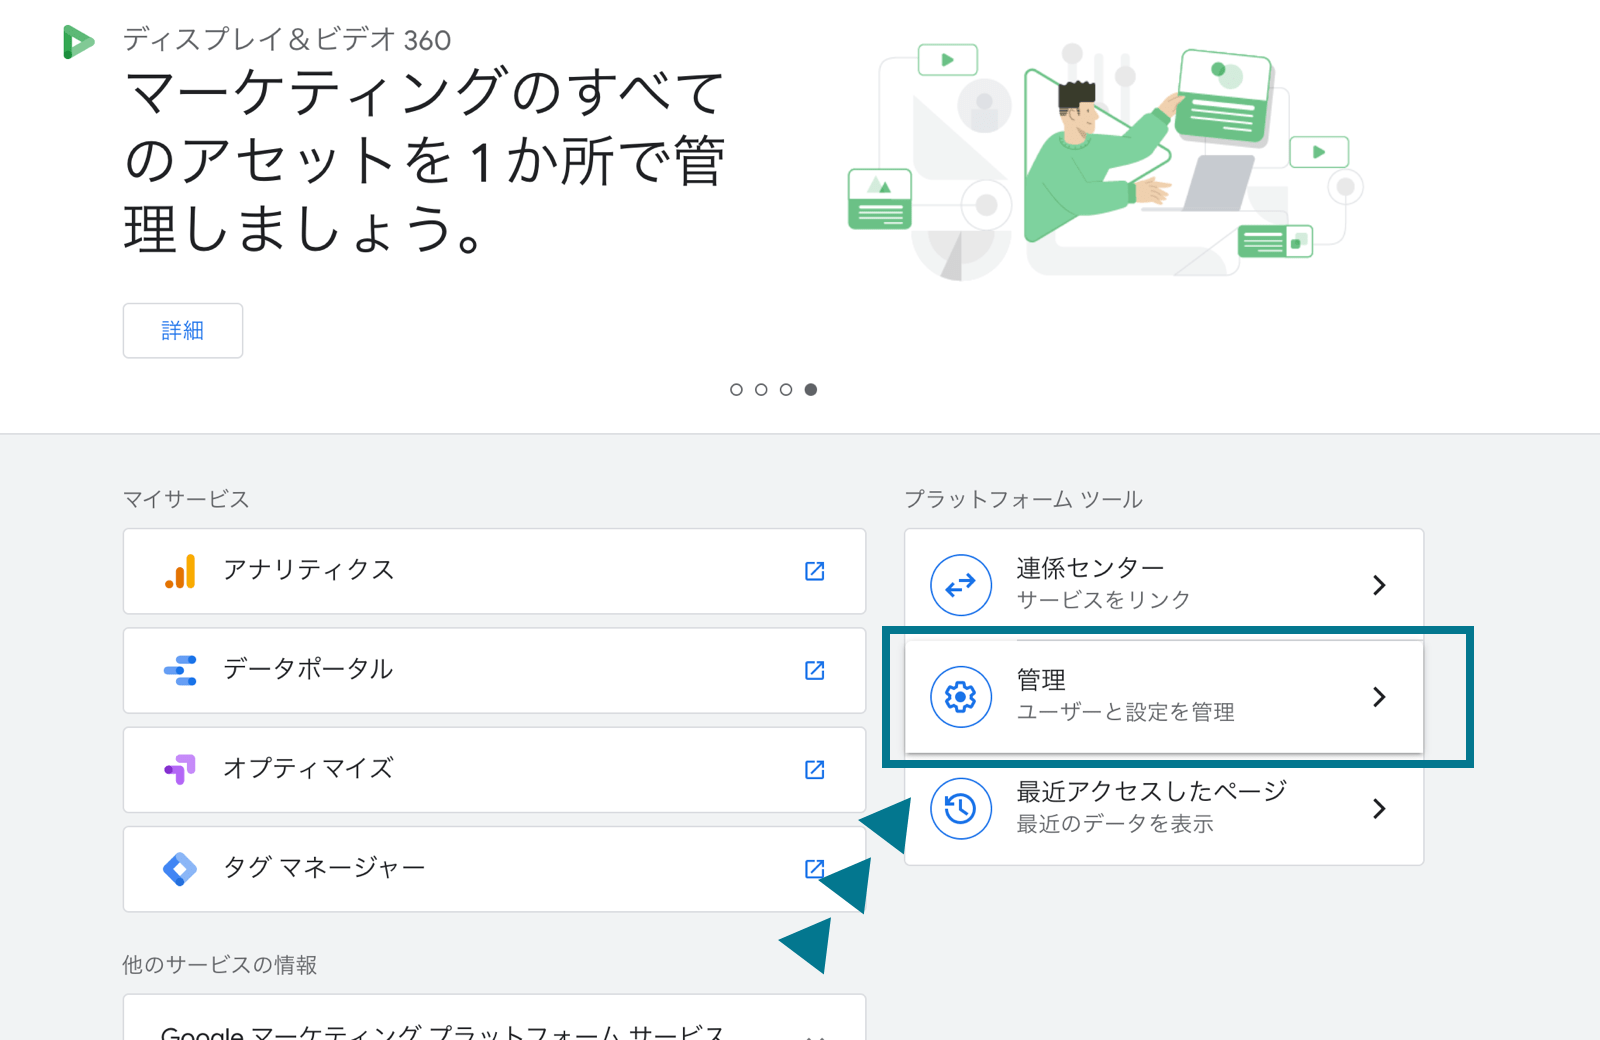 ディスプレイ＆ビデオ 360
マーケティングのすべて
のアセットを 1 か所で管
理しましょう。
詳細
マイサービス
アナリティクス
データポータル
オプティマイズ
タグ マネージャー
他のサービスの情報
Google マーケティング プラットフォーム サービス
プラットフォーム ツール
連係センター
サービスをリンク
管理
ユーザーと設定を管理
最近アクセスしたページ
最近のデータを表示